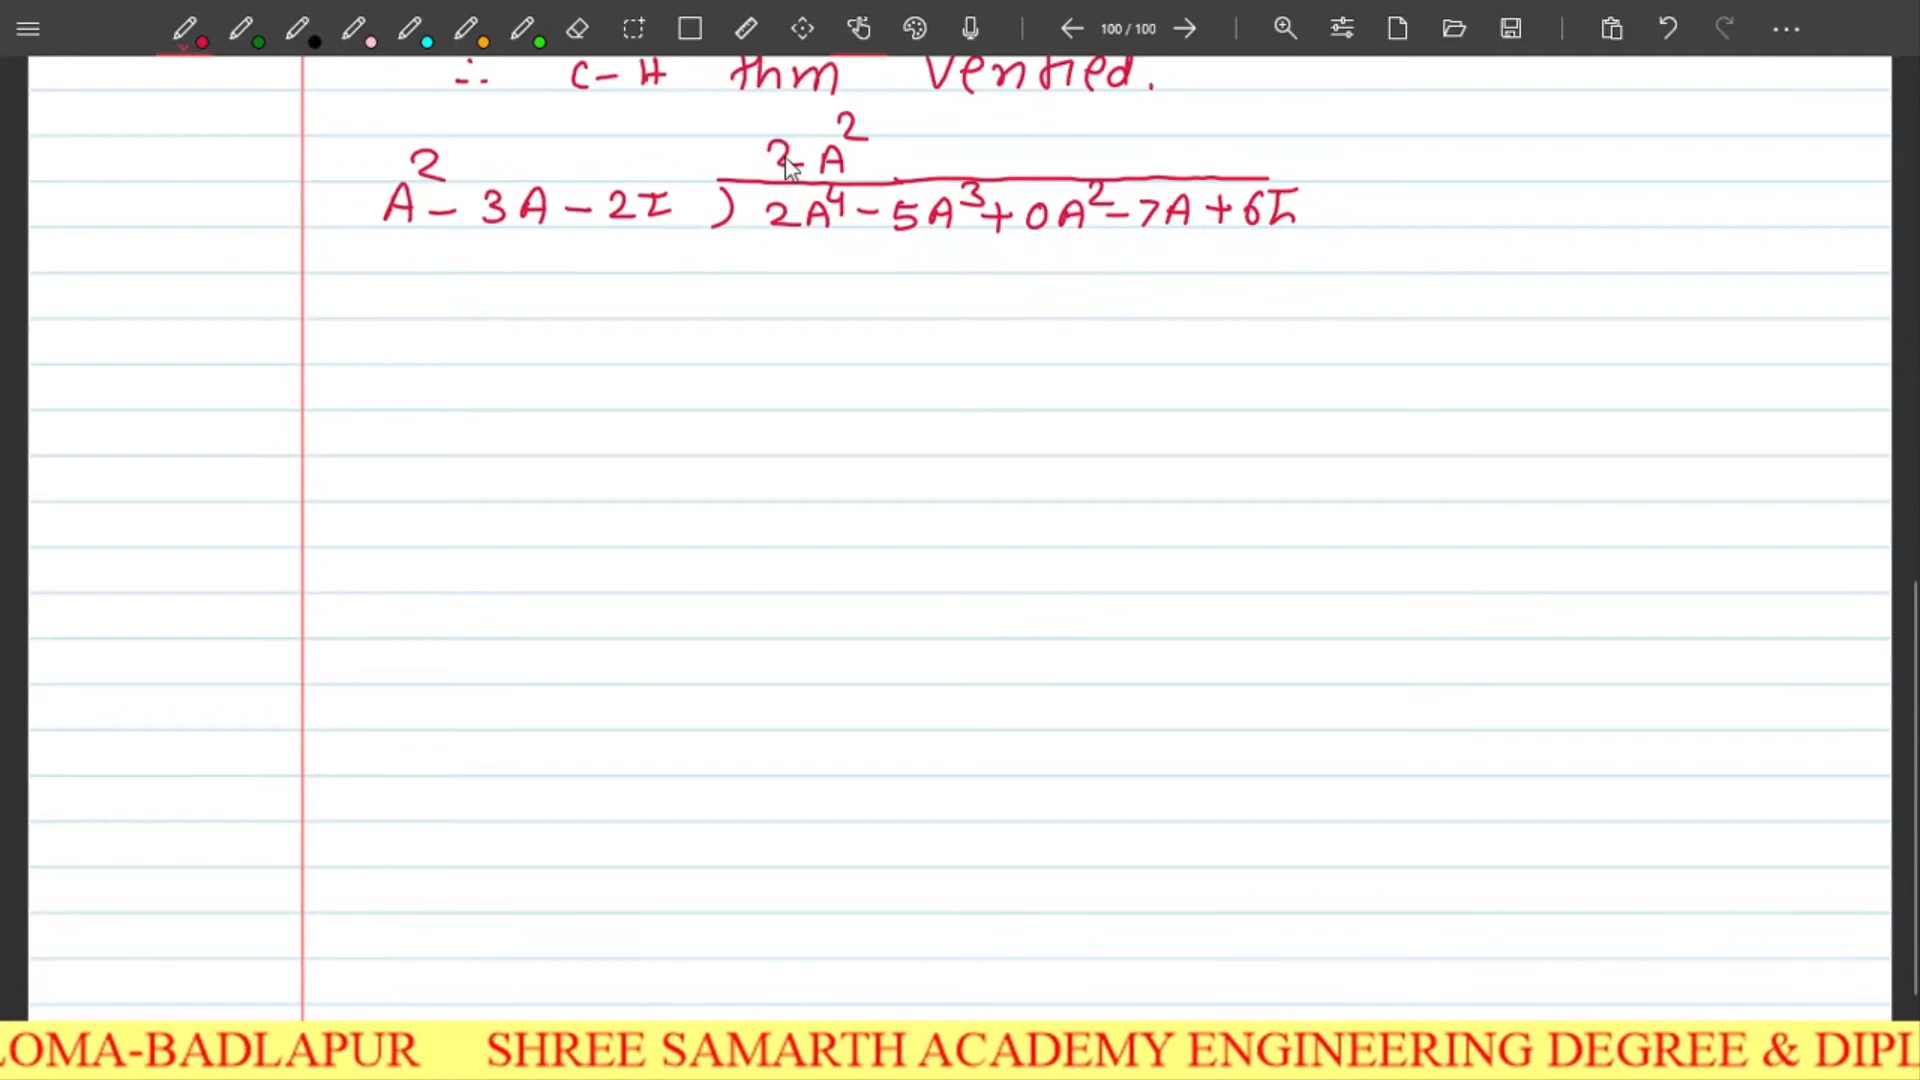 100 / 100
∴ C-H thm verified.
2A²
A² - 3A - 2I ) 2A⁴ - 5A³ + 0A² - 7A + 6I
LOMA-BADLAPUR SHREE SAMARTH ACADEMY ENGINEERING DEGREE & DIPL